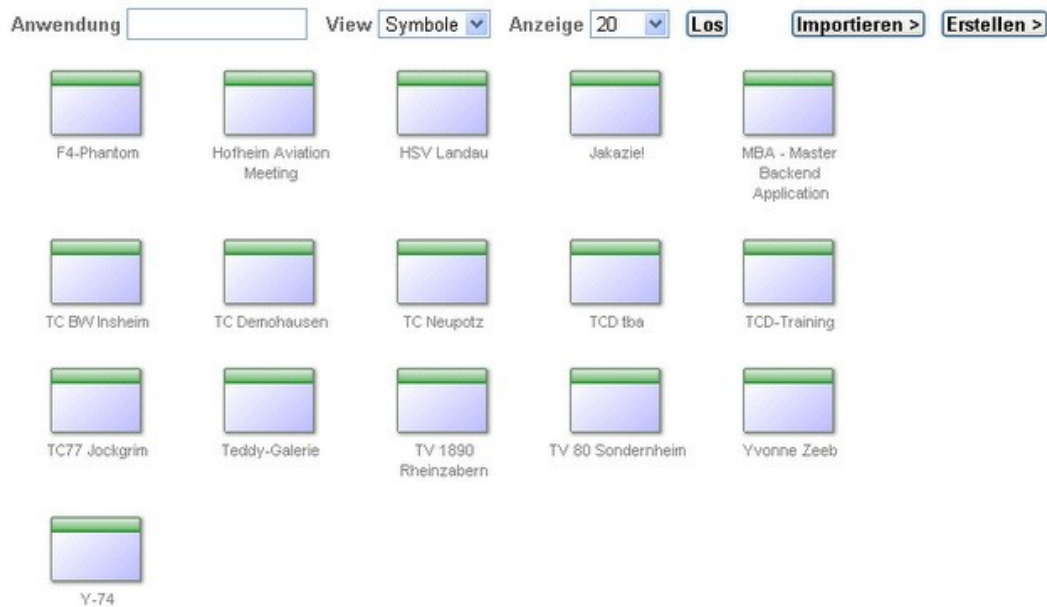 Anwendung View Symbole Anzeige 20 Los Importieren > Erstellen >
F4-Phantom
Hofheim Aviation
Meeting
HSV Landau
Jakazie!
MBA - Master
Backend
Application
TC BW Insheim
TC Demohausen
TC Neupotz
TCD tba
TCD-Training
TC77 Jockgrim
Teddy-Galerie
TV 1890
Rheinzabern
TV 80 Sondernheim
Yvonne Zeeb
Y-74